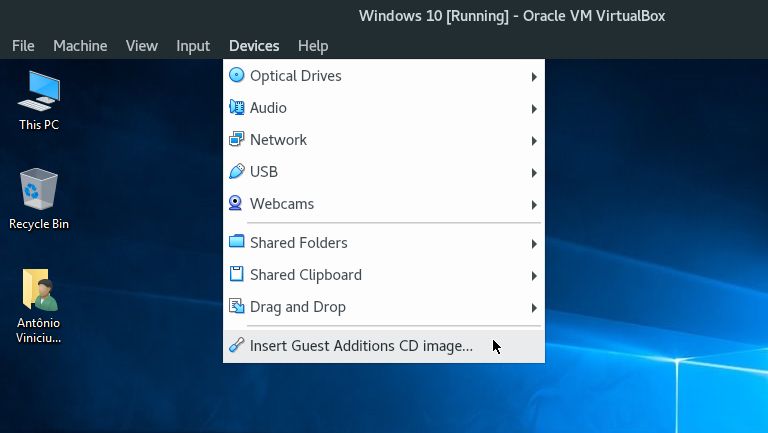 Windows 10 [Running] - Oracle VM VirtualBox
File Machine View Input Devices Help
Optical Drives
Audio
Network
USB
Webcams
Shared Folders
Shared Clipboard
Drag and Drop
Insert Guest Additions CD image...
This PC
Recycle Bin
Antônio
Viniciu...